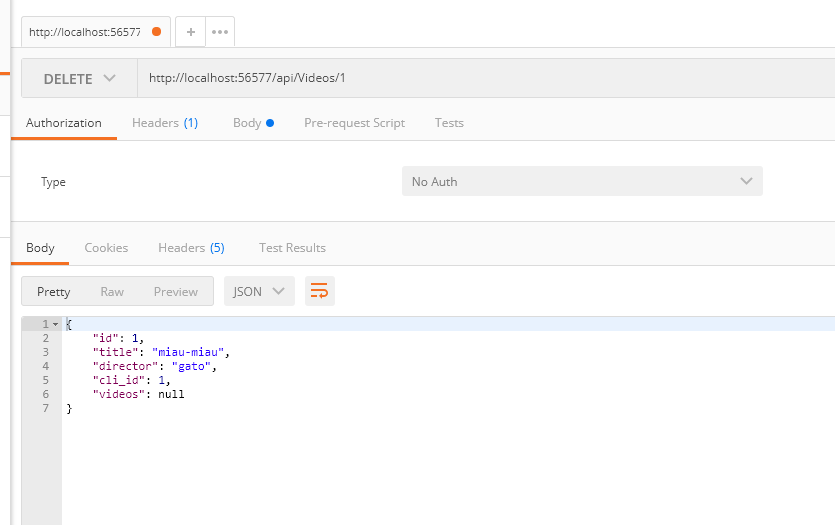 http://localhost:56577
+ •••
DELETE http://localhost:56577/api/Videos/1
Authorization Headers (1) Body Pre-request Script Tests
Type No Auth
Body Cookies Headers (5) Test Results
Pretty Raw Preview JSON
1 {
2 "id": 1,
3 "title": "miau-miau",
4 "director": "gato",
5 "cli_id": 1,
6 "videos": null
7 }